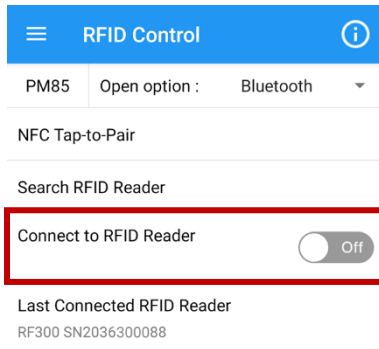 RFID Control
PM85 Open option : Bluetooth
NFC Tap-to-Pair
Search RFID Reader
Connect to RFID Reader Off
Last Connected RFID Reader
RF300 SN2036300088